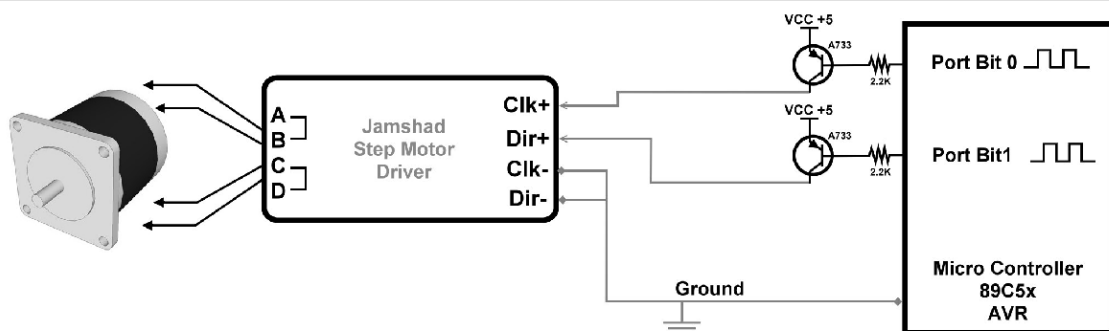 VCC +5
A733
2.2K
Port Bit 0
VCC +5
A733
2.2K
Port Bit1
Micro Controller
89C5x
AVR
A
B
C
D
Jamshad
Step Motor
Driver
Clk+
Dir+
Clk-
Dir-
Ground